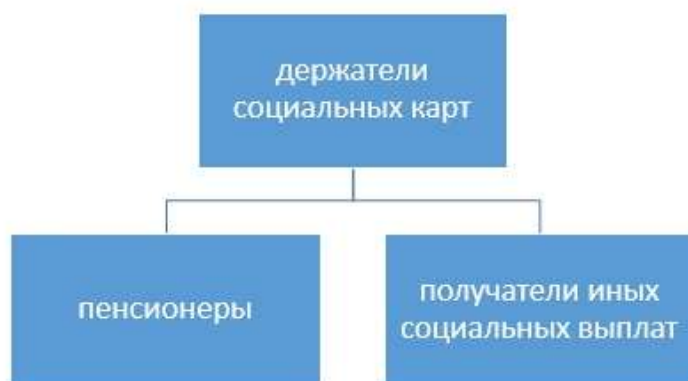 держатели
социальных карт
пенсионеры
получатели иных
социальных выплат